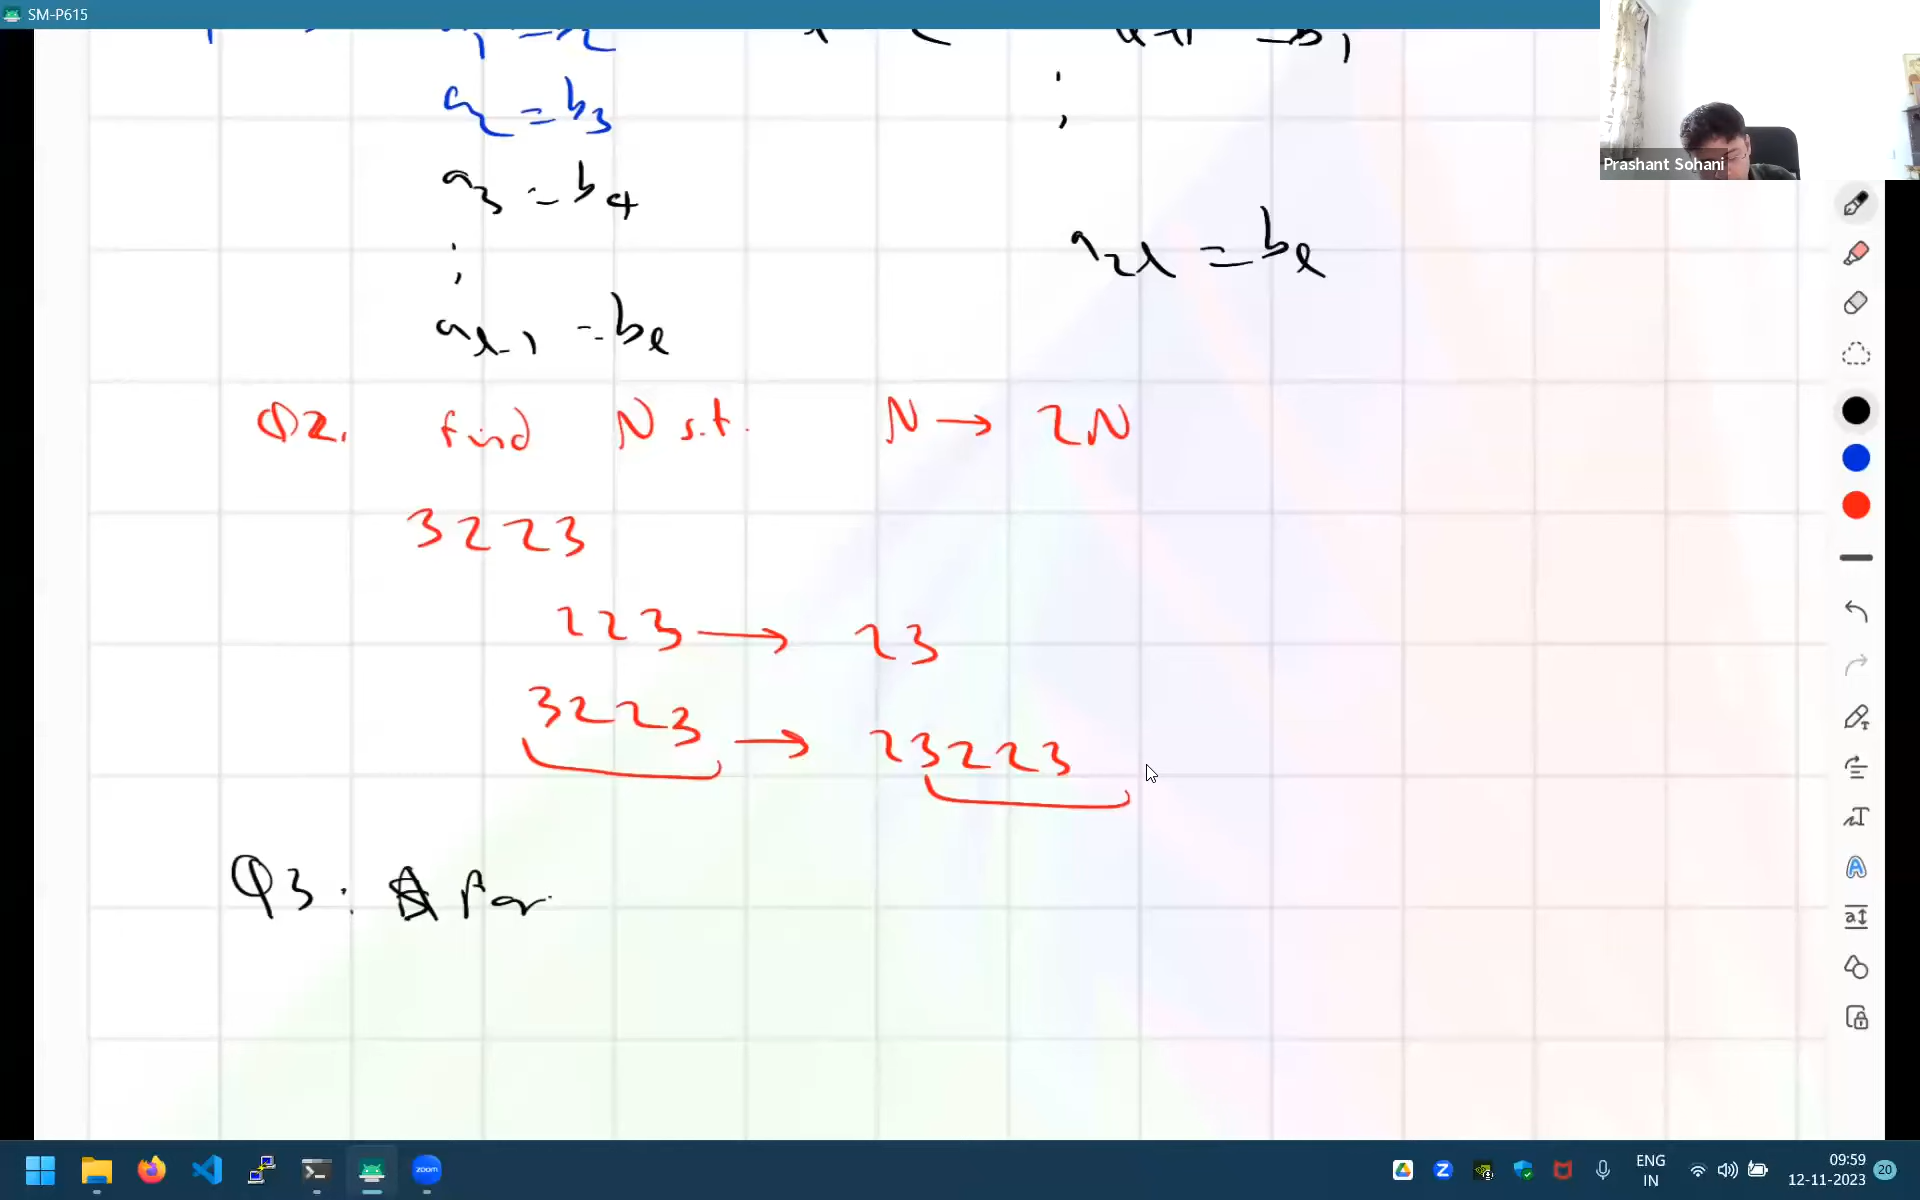 SM-P615
Prashant Sohani
a2 = b3
a3 = b4
;
al-1 = bl
;
a2l = bl
Q2. find N s.t. N → 2N
3223
223 → 23
3223 → 23223
Q3:
zoom
ENG
IN
09:59
12-11-2023
20